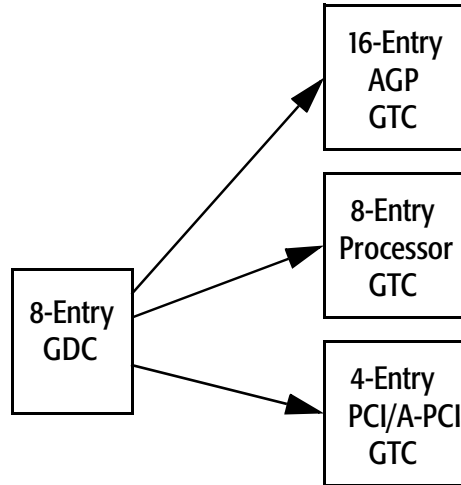 16-Entry
AGP
GTC
8-Entry
Processor
GTC
8-Entry
GDC
4-Entry
PCI/A-PCI
GTC